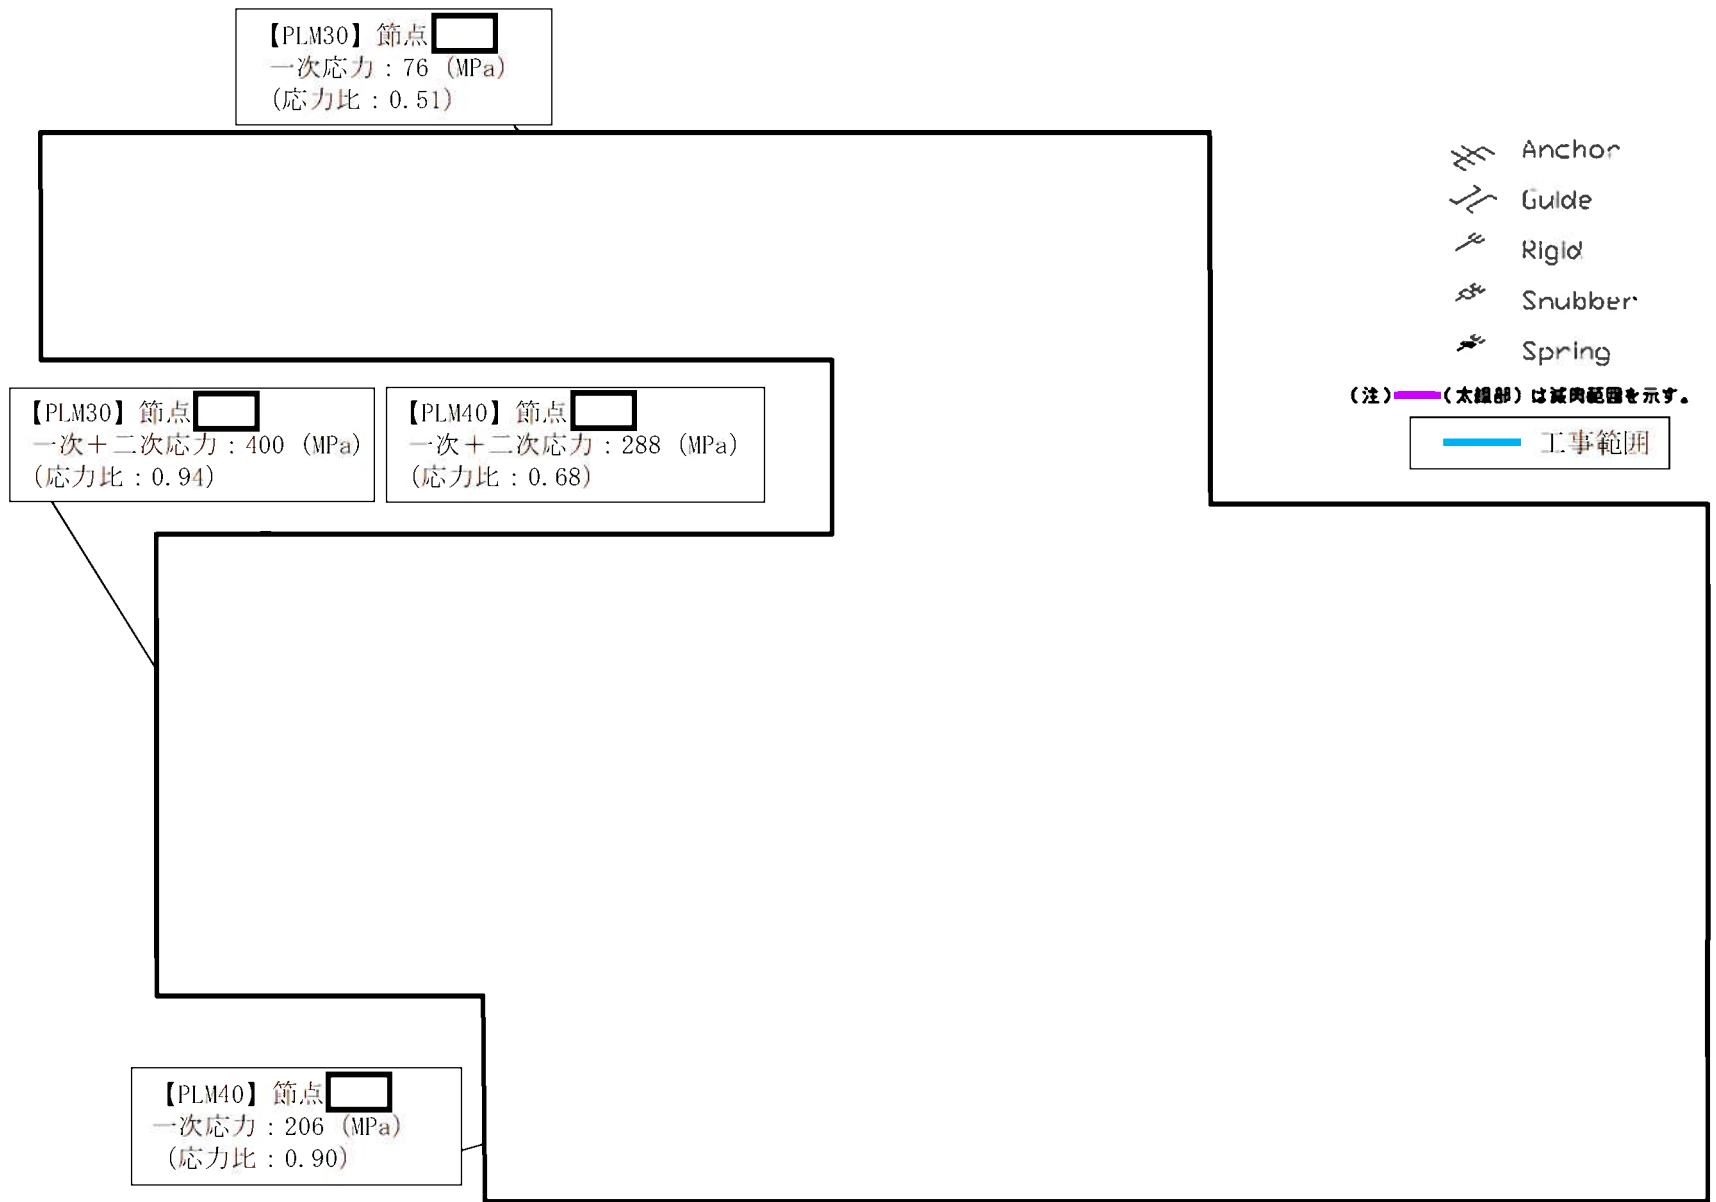 【PLM30】節点
一次応力：76 (MPa)
(応力比：0.51)
Anchor
Guide
Rigid
Snubber
Spring
(注) (太線部) は減肉範囲を示す。
工事範囲
【PLM30】節点
一次＋二次応力：400 (MPa)
(応力比：0.94)
【PLM40】節点
一次＋二次応力：288 (MPa)
(応力比：0.68)
【PLM40】節点
一次応力：206 (MPa)
(応力比：0.90)